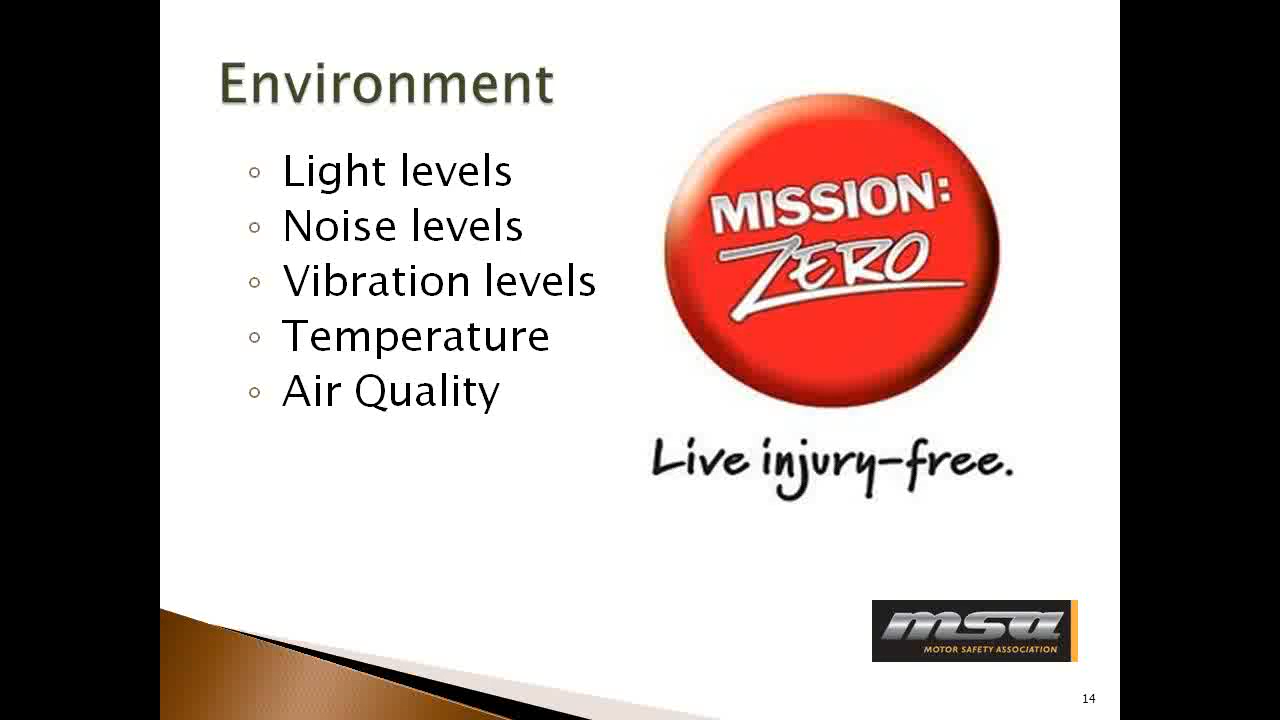 Environment
◦ Light levels
◦ Noise levels
◦ Vibration levels
◦ Temperature
◦ Air Quality
MISSION:
ZERO
Live injury-free.
msa
MOTOR SAFETY ASSOCIATION
14